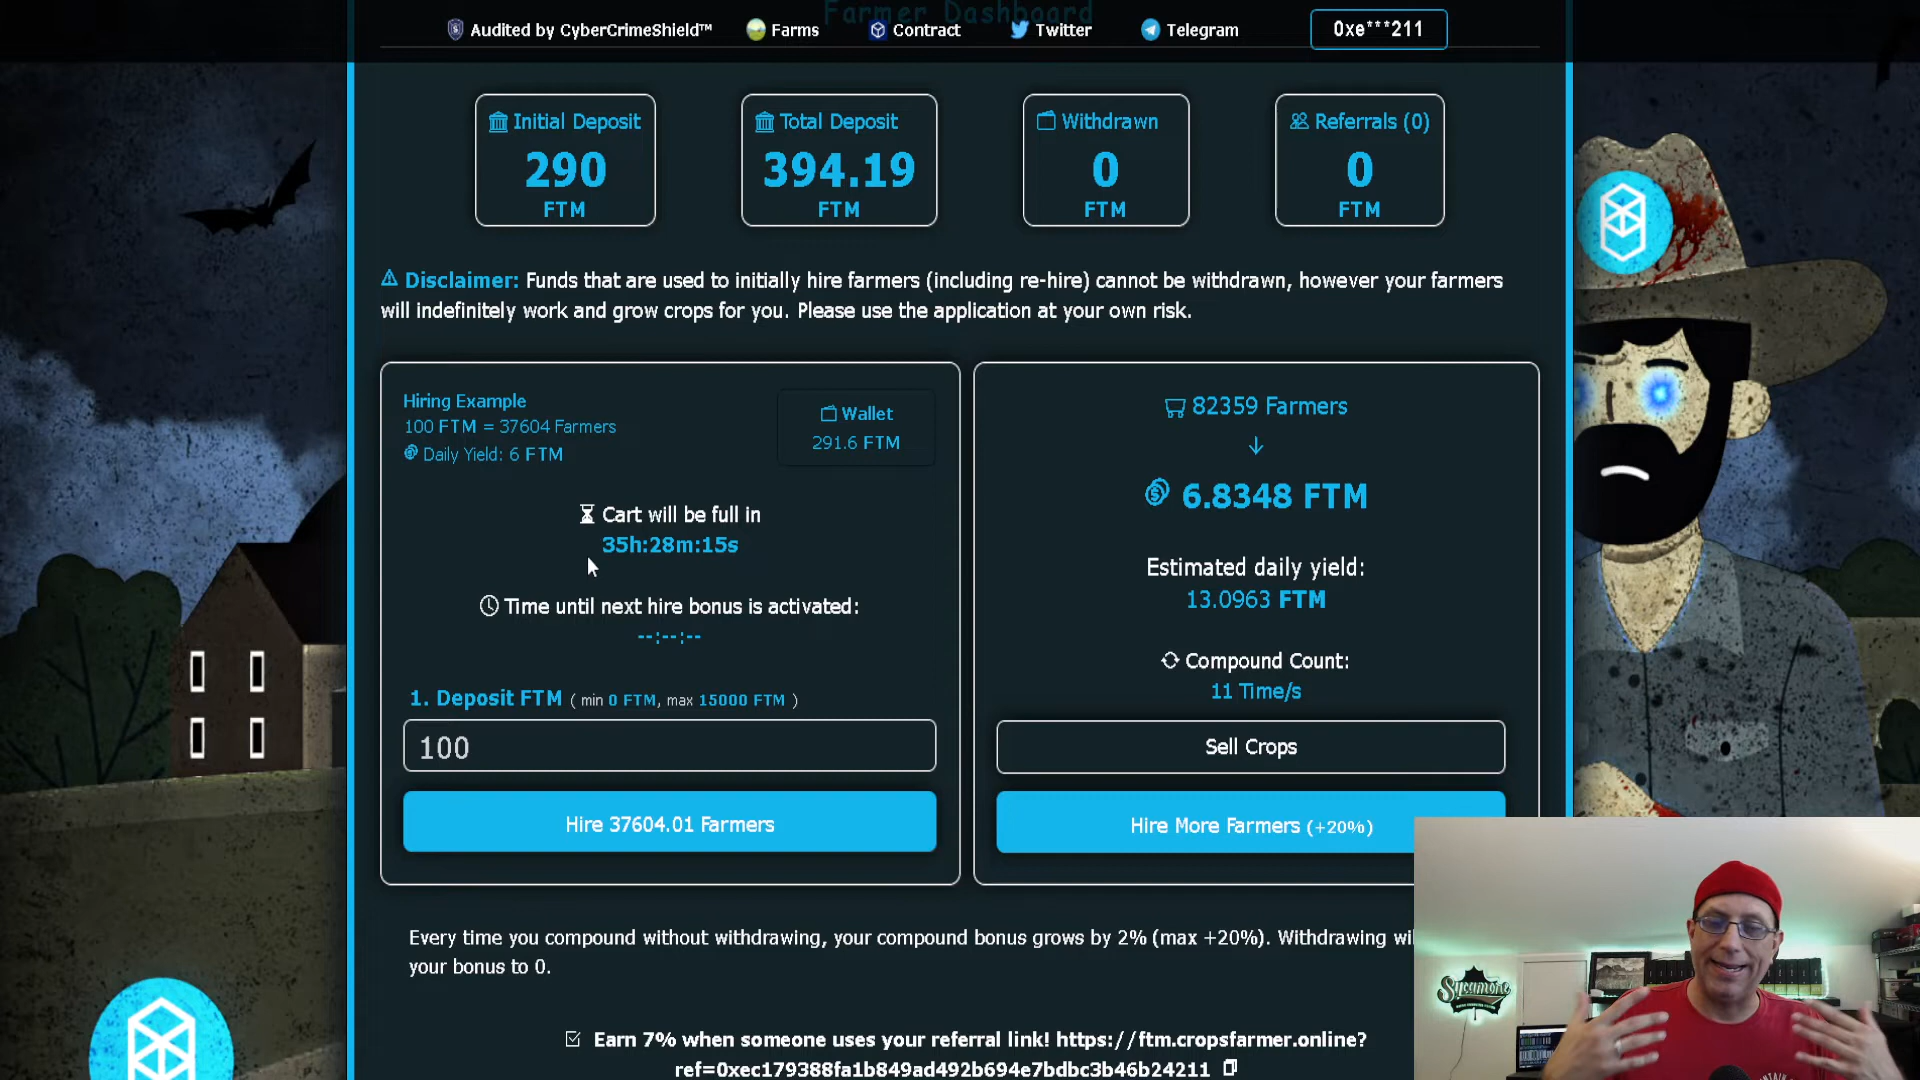 Farmer Dashboard
Audited by CyberCrimeShield™ Farms Contract Twitter Telegram 0xe***211
Initial Deposit
290
FTM
Total Deposit
394.19
FTM
Withdrawn
0
FTM
Referrals (0)
0
FTM
Disclaimer: Funds that are used to initially hire farmers (including re-hire) cannot be withdrawn, however your farmers
will indefinitely work and grow crops for you. Please use the application at your own risk.
Hiring Example
100 FTM = 37604 Farmers
Daily Yield: 6 FTM
Wallet
291.6 FTM
Cart will be full in
35h:28m:15s
Time until next hire bonus is activated:
--:--:--
1. Deposit FTM ( min 0 FTM, max 15000 FTM )
100
Hire 37604.01 Farmers
82359 Farmers
6.8348 FTM
Estimated daily yield:
13.0963 FTM
Compound Count:
11 Time/s
Sell Crops
Hire More Farmers (+20%)
Every time you compound without withdrawing, your compound bonus grows by 2% (max +20%). Withdrawing wil
your bonus to 0.
Earn 7% when someone uses your referral link! https://ftm.cropsfarmer.online?
ref=0xec179388fa1b849ad492b694e7bdbc3b46b24211
Sycamore